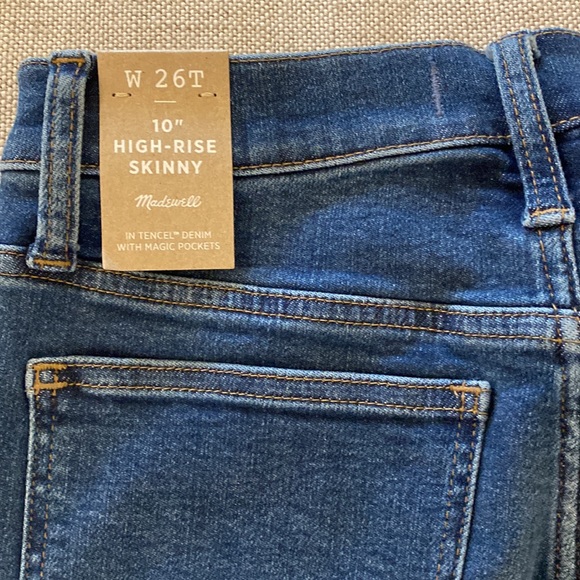 W 26T
10"
HIGH-RISE
SKINNY
Madewell
IN TENCEL™ DENIM
WITH MAGIC POCKETS